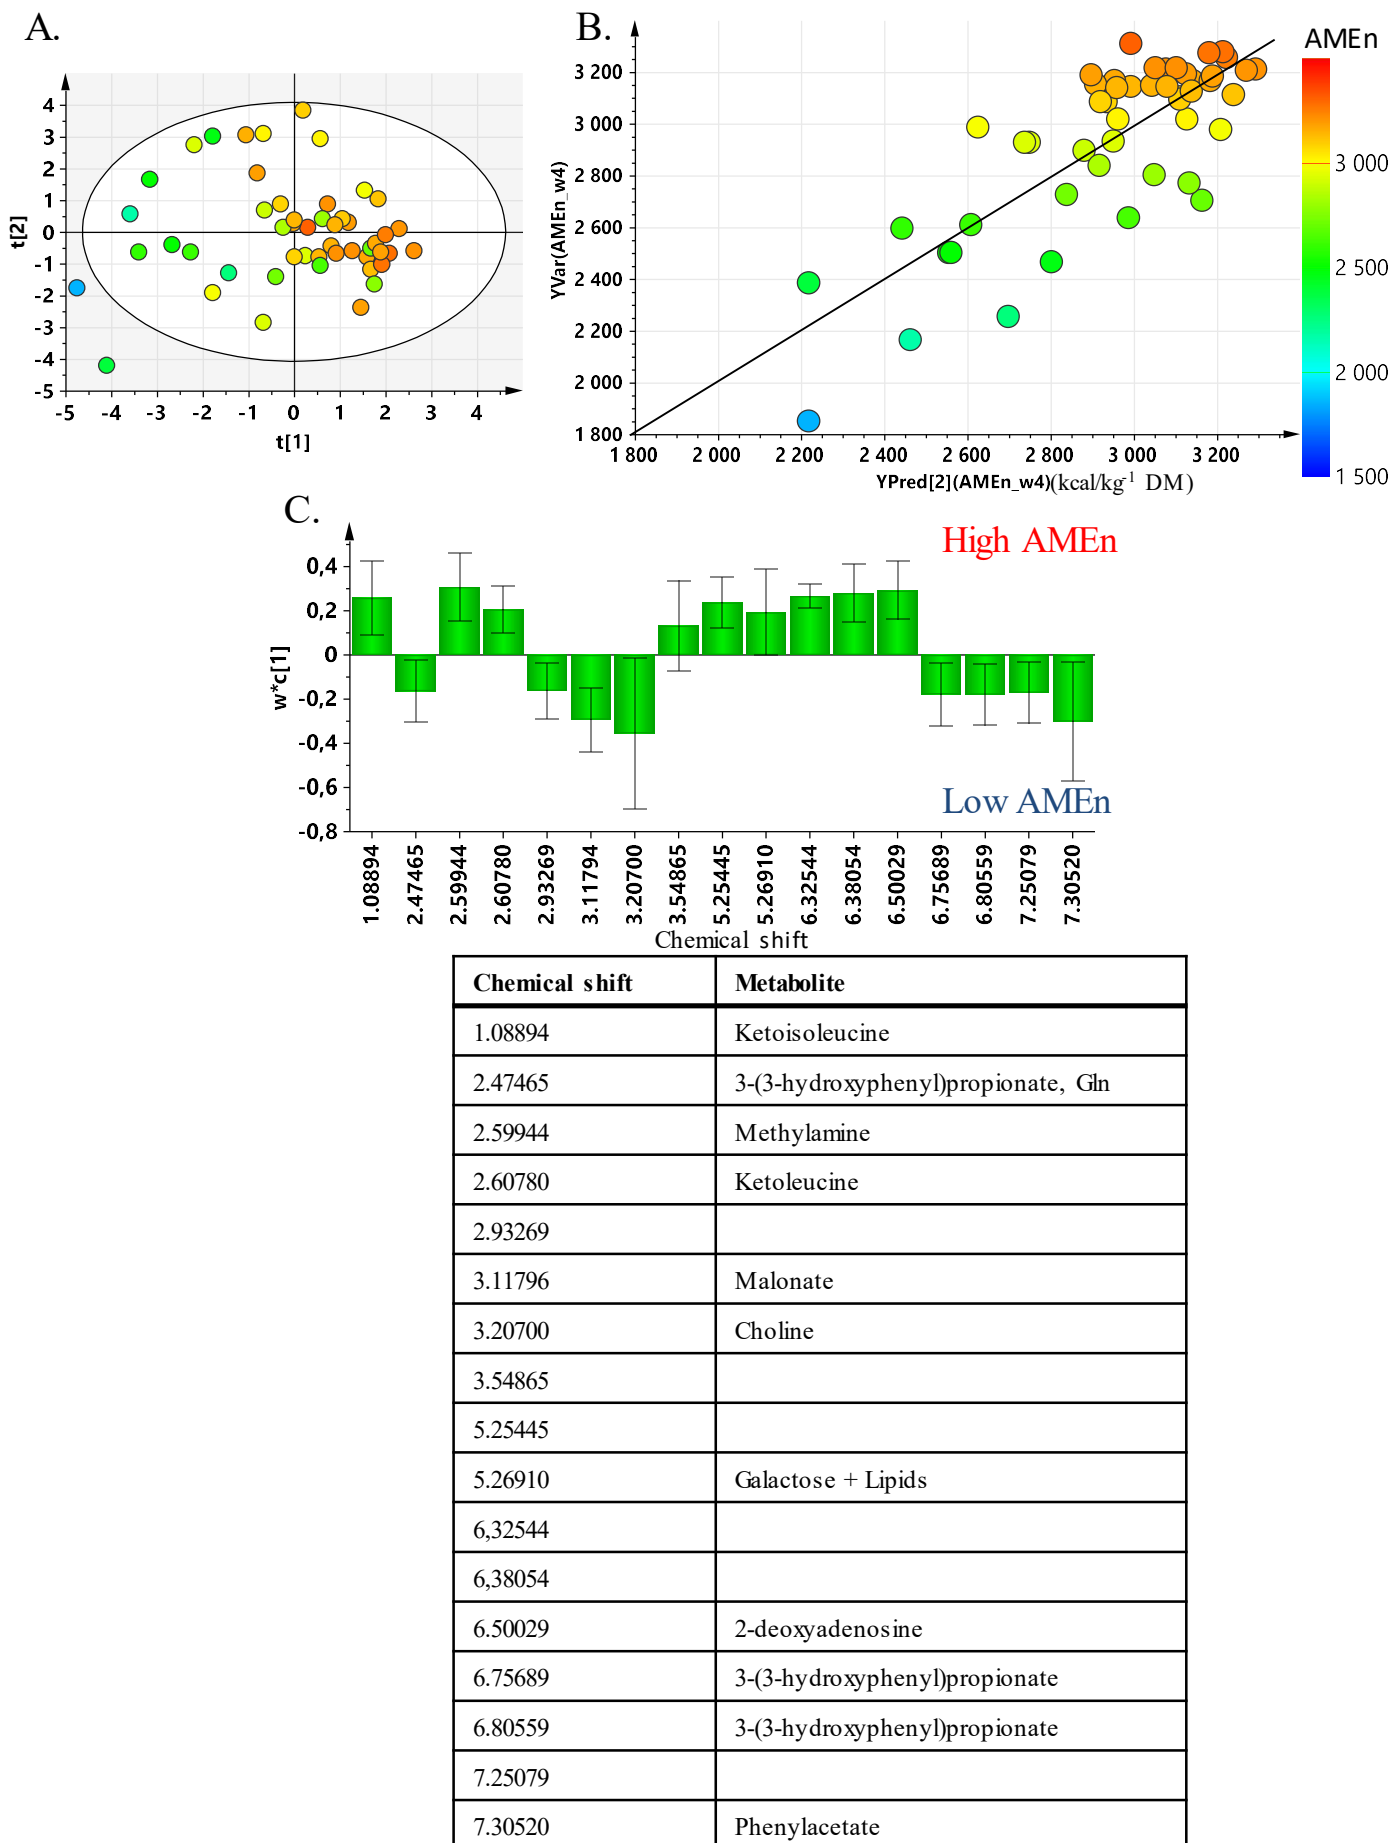 A.
4
3
2
1
0
-1
-2
-3
-4
-5
t[2]
-5 -4 -3 -2 -1 0 1 2 3 4
t[1]
B.
3 200
3 000
2 800
2 600
2 400
2 200
2 000
1 800
YVar(AMEn_w4)
1 800 2 000 2 200 2 400 2 600 2 800 3 000 3 200
YPred[2](AMEn_w4)(kcal/kg-1 DM)
AMEn
3 000
2 500
2 000
1 500
C.
High AMEn
Low AMEn
0,4
0,2
0
-0,2
-0,4
-0,6
-0,8
w*c[1]
1.08894
2.47465
2.59944
2.60780
2.93269
3.11794
3.20700
3.54865
5.25445
5.26910
6.32544
6.38054
6.50029
6.75689
6.80559
7.25079
7.30520
Chemical shift
Chemical shift Metabolite
1.08894 Ketoisoleucine
2.47465 3-(3-hydroxyphenyl)propionate, Gln
2.59944 Methylamine
2.60780 Ketoleucine
2.93269
3.11796 Malonate
3.20700 Choline
3.54865
5.25445
5.26910 Galactose + Lipids
6,32544
6,38054
6.50029 2-deoxyadenosine
6.75689 3-(3-hydroxyphenyl)propionate
6.80559 3-(3-hydroxyphenyl)propionate
7.25079
7.30520 Phenylacetate